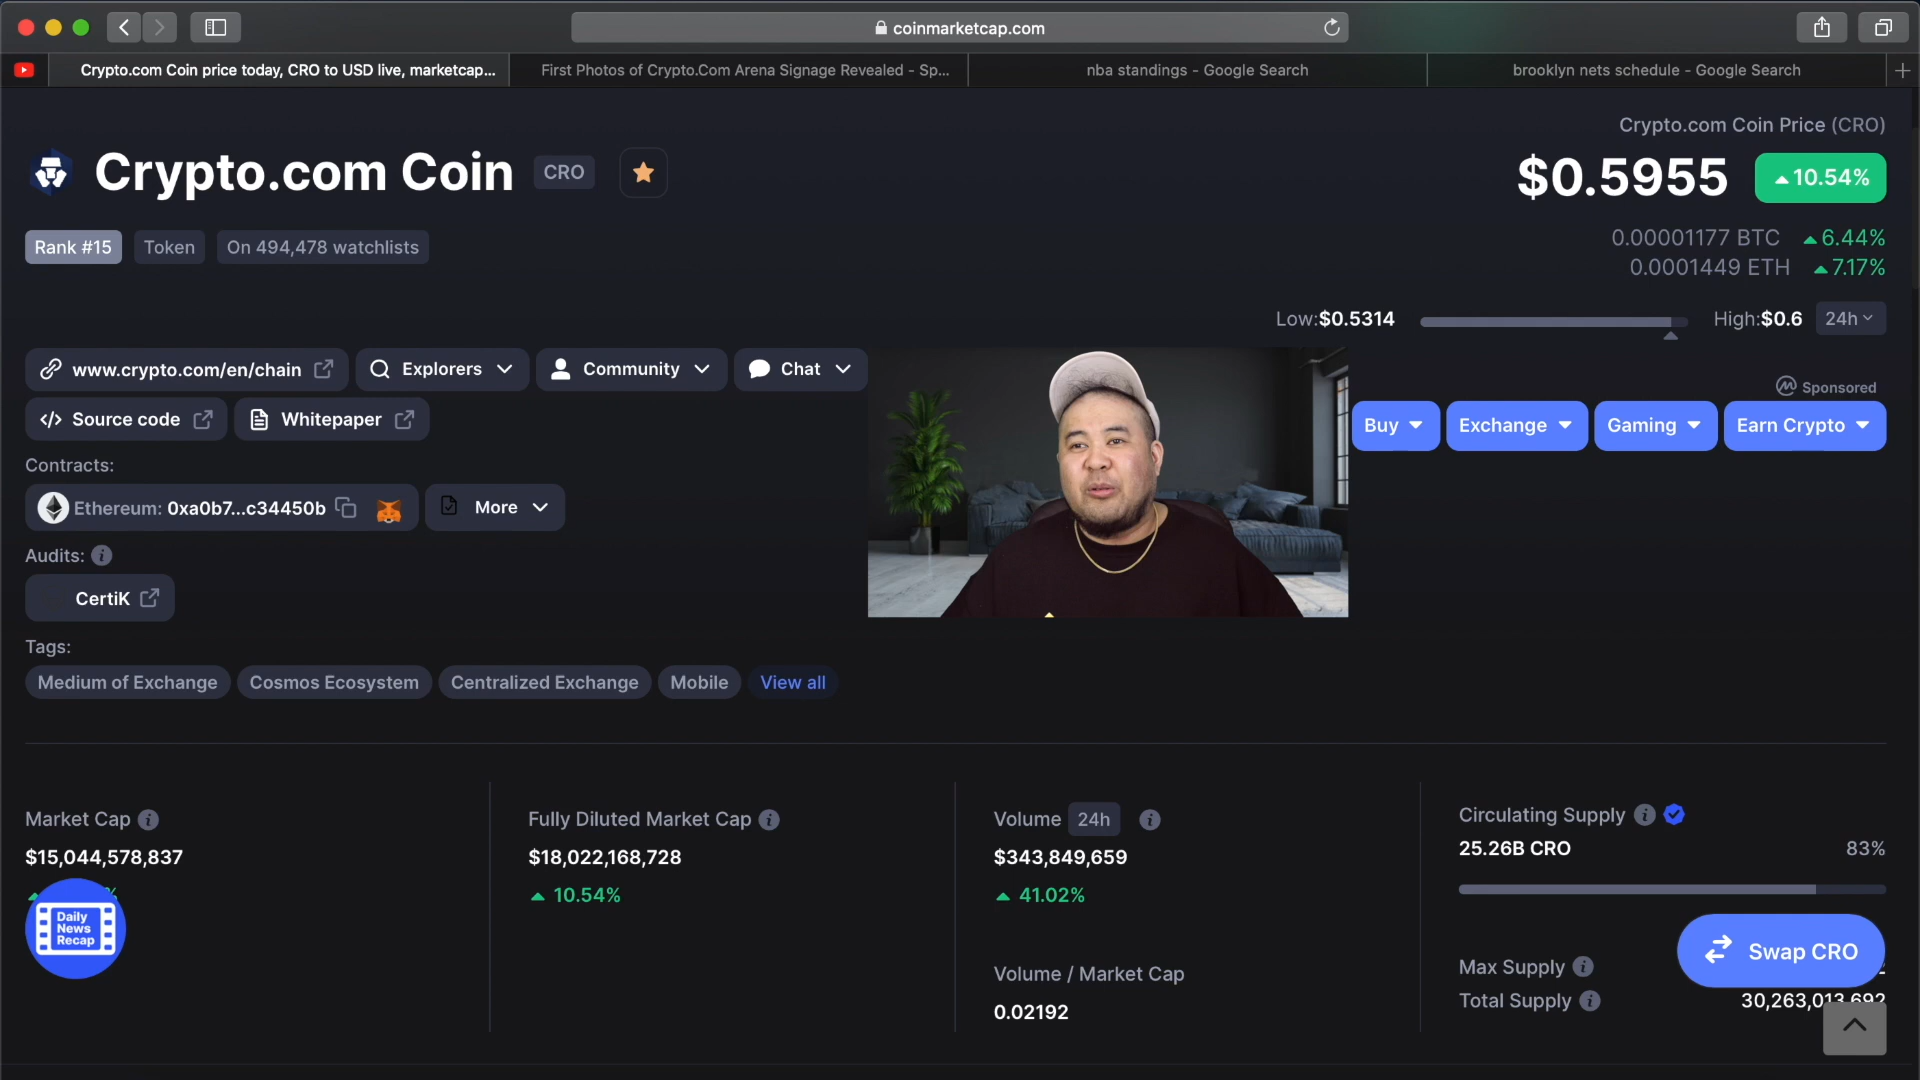 coinmarketcap.com
Crypto.com Coin price today, CRO to USD live, marketcap...
First Photos of Crypto.Com Arena Signage Revealed - Sp...
nba standings - Google Search
brooklyn nets schedule - Google Search
Crypto.com Coin Price (CRO)
Crypto.com Coin CRO
$0.5955 10.54%
Rank #15 Token On 494,478 watchlists
0.00001177 BTC 6.44%
0.0001449 ETH 7.17%
Low:$0.5314 High:$0.6 24h
www.crypto.com/en/chain Explorers Community Chat
Sponsored
Source code Whitepaper
Buy Exchange Gaming Earn Crypto
Contracts:
Ethereum: 0xa0b7...c34450b More
Audits:
CertiK
Tags:
Medium of Exchange Cosmos Ecosystem Centralized Exchange Mobile View all
Market Cap
$15,044,578,837
Daily
News
Recap
Fully Diluted Market Cap
$18,022,168,728
10.54%
Volume 24h
$343,849,659
41.02%
Volume / Market Cap
0.02192
Circulating Supply
25.26B CRO 83%
Swap CRO
Max Supply
Total Supply 30,263,013,692